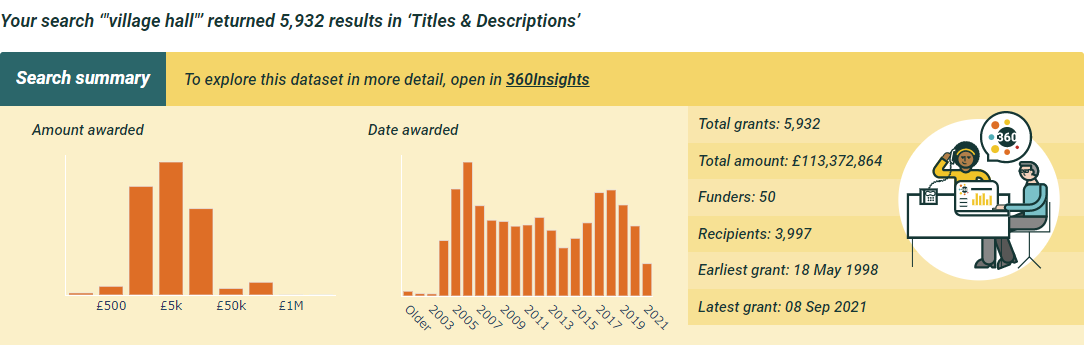 Your search ‘"village hall"’ returned 5,932 results in ‘Titles & Descriptions’
Search summary
To explore this dataset in more detail, open in 360Insights
Amount awarded
£500
£5k
£50k
£1M
Date awarded
Older
2003
2005
2007
2009
2011
2013
2015
2017
2019
2021
Total grants: 5,932
Total amount: £113,372,864
Funders: 50
Recipients: 3,997
Earliest grant: 18 May 1998
Latest grant: 08 Sep 2021
360